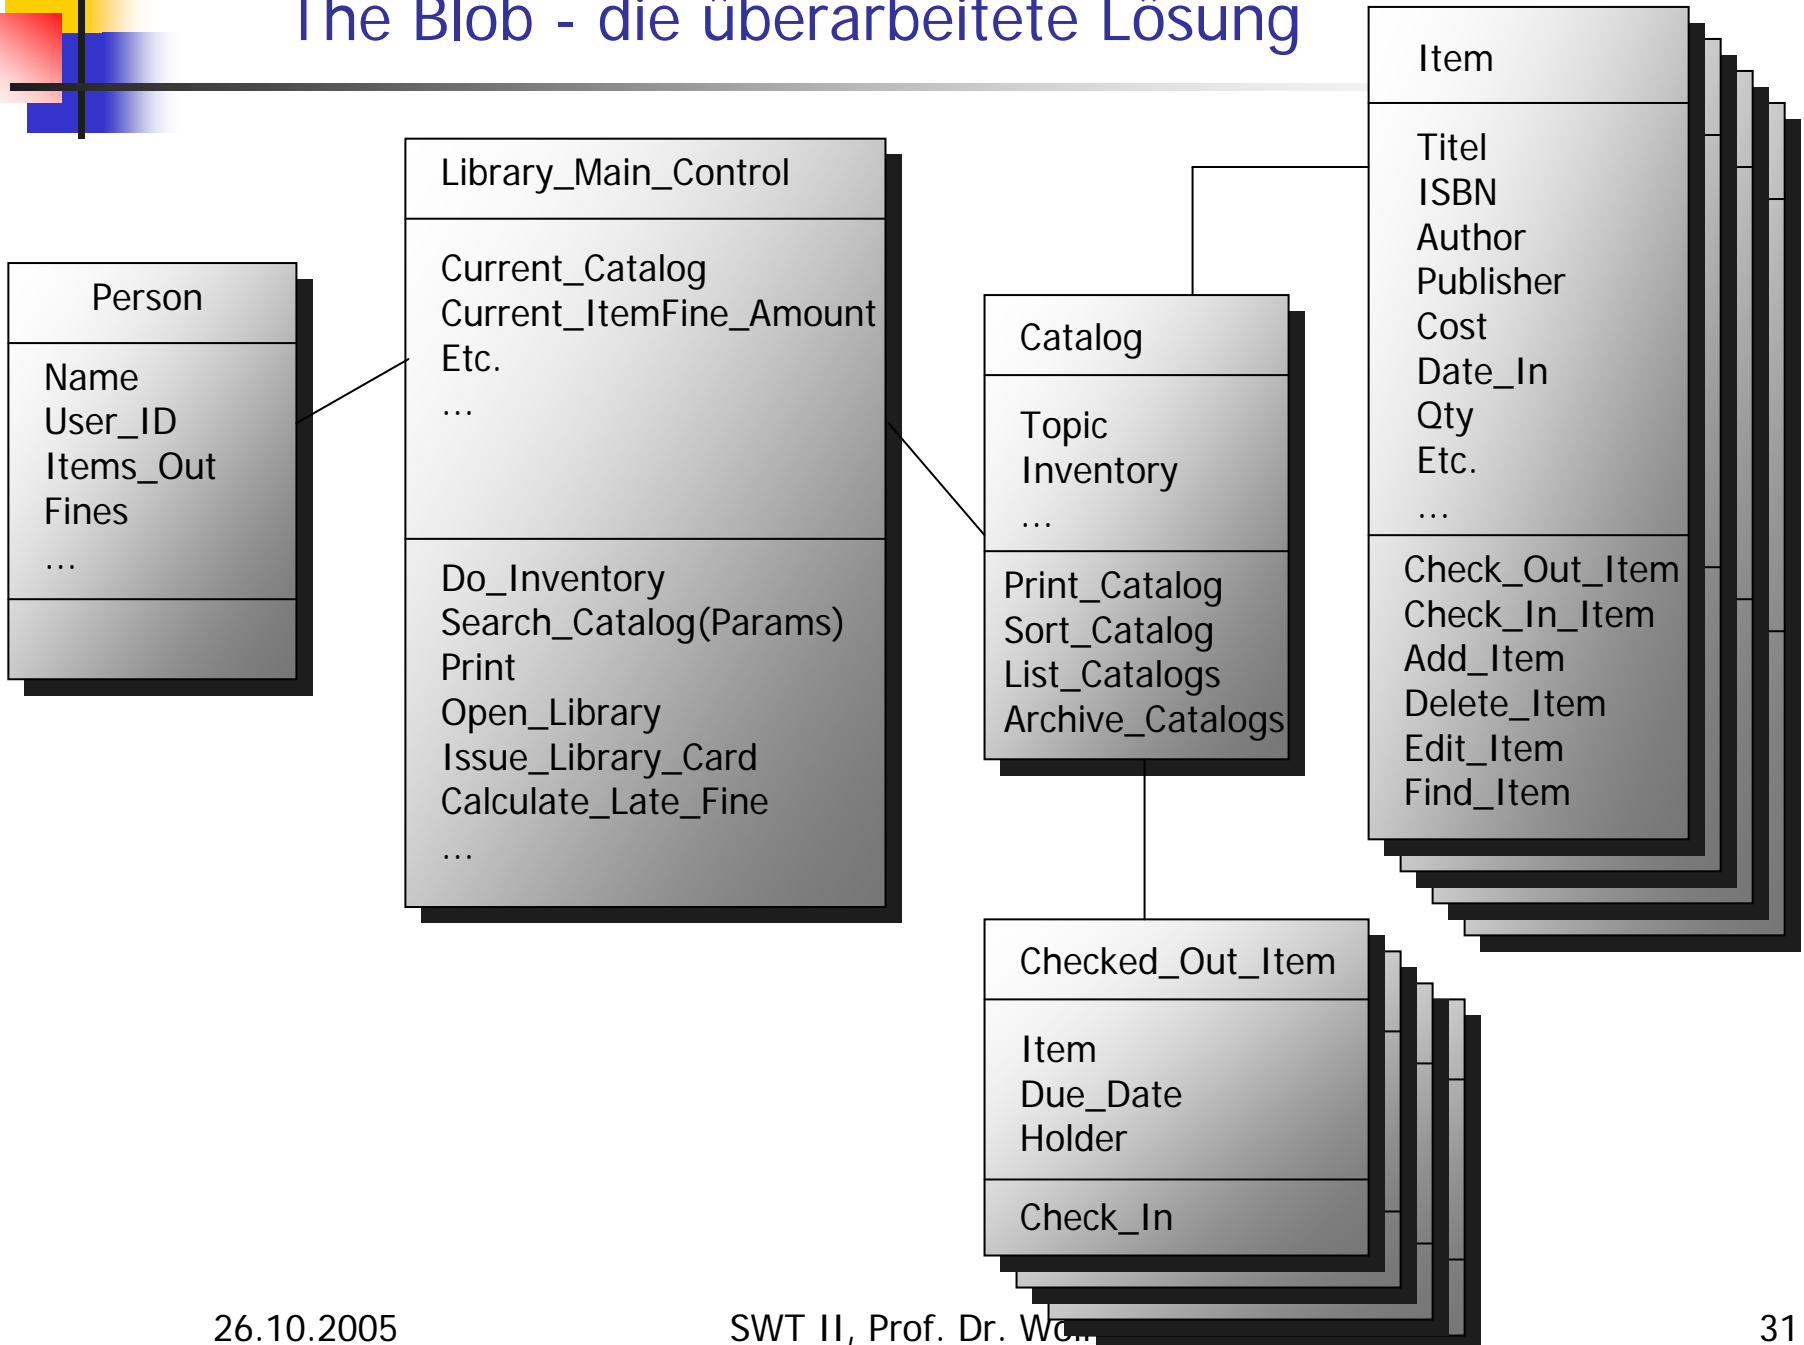 The Blob - die überarbeitete Lösung
Person
Name
User_ID
Items_Out
Fines
...
Library_Main_Control
Current_Catalog
Current_ItemFine_Amount
Etc.
...
Do_Inventory
Search_Catalog(Params)
Print
Open_Library
Issue_Library_Card
Calculate_Late_Fine
...
Catalog
Topic
Inventory
...
Print_Catalog
Sort_Catalog
List_Catalogs
Archive_Catalogs
Item
Titel
ISBN
Author
Publisher
Cost
Date_In
Qty
Etc.
...
Check_Out_Item
Check_In_Item
Add_Item
Delete_Item
Edit_Item
Find_Item
Checked_Out_Item
Item
Due_Date
Holder
Check_In
26.10.2005
SWT II, Prof. Dr.
31